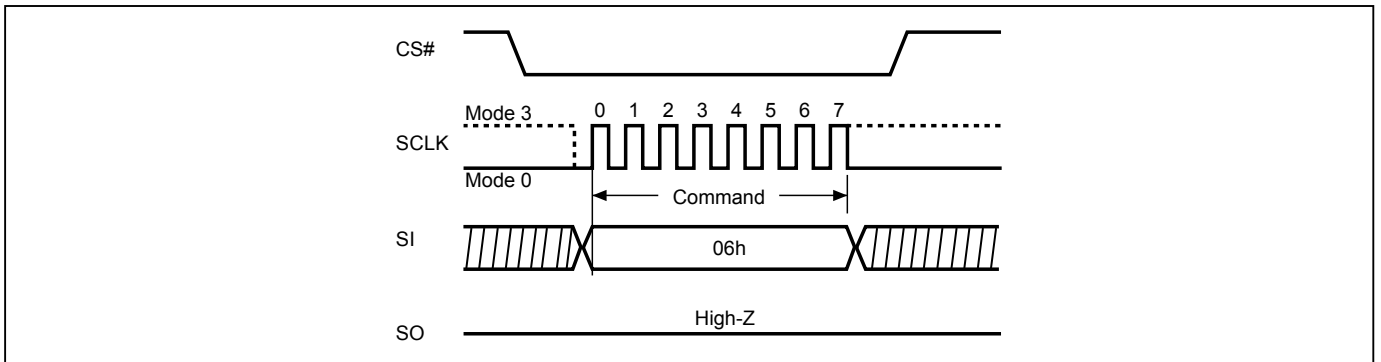 CS#
Mode 3
0 1 2 3 4 5 6 7
SCLK
Mode 0
Command
SI
06h
High-Z
SO